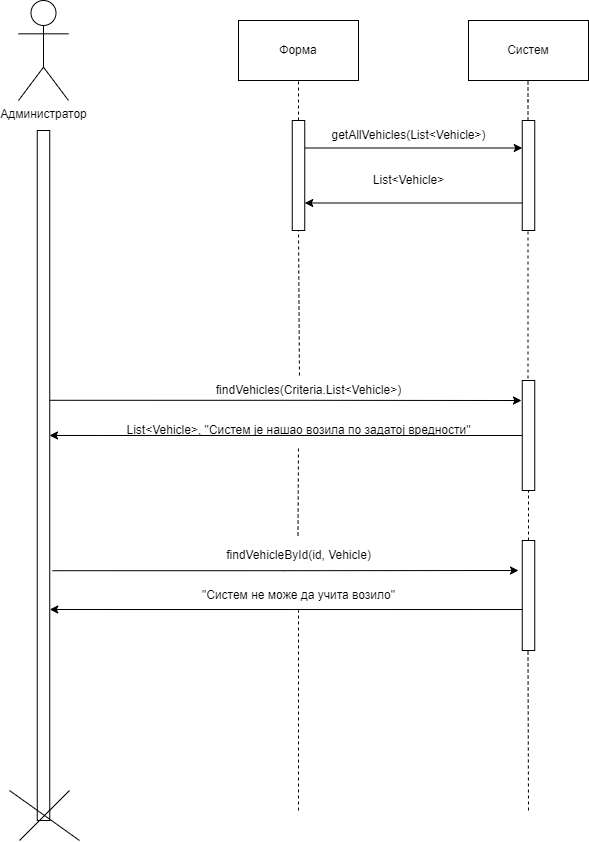 Форма
Систем
Администратор
getAllVehicles(List<Vehicle>)
List<Vehicle>
findVehicles(Criteria.List<Vehicle>)
List<Vehicle>, "Систем је нашао возила по задатој вредности"
findVehicleById(id, Vehicle)
"Систем не може да учита возило"